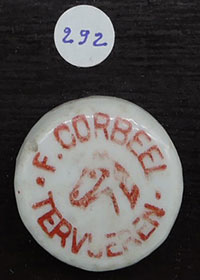 292
F. CORBEEL
TERVUEREN